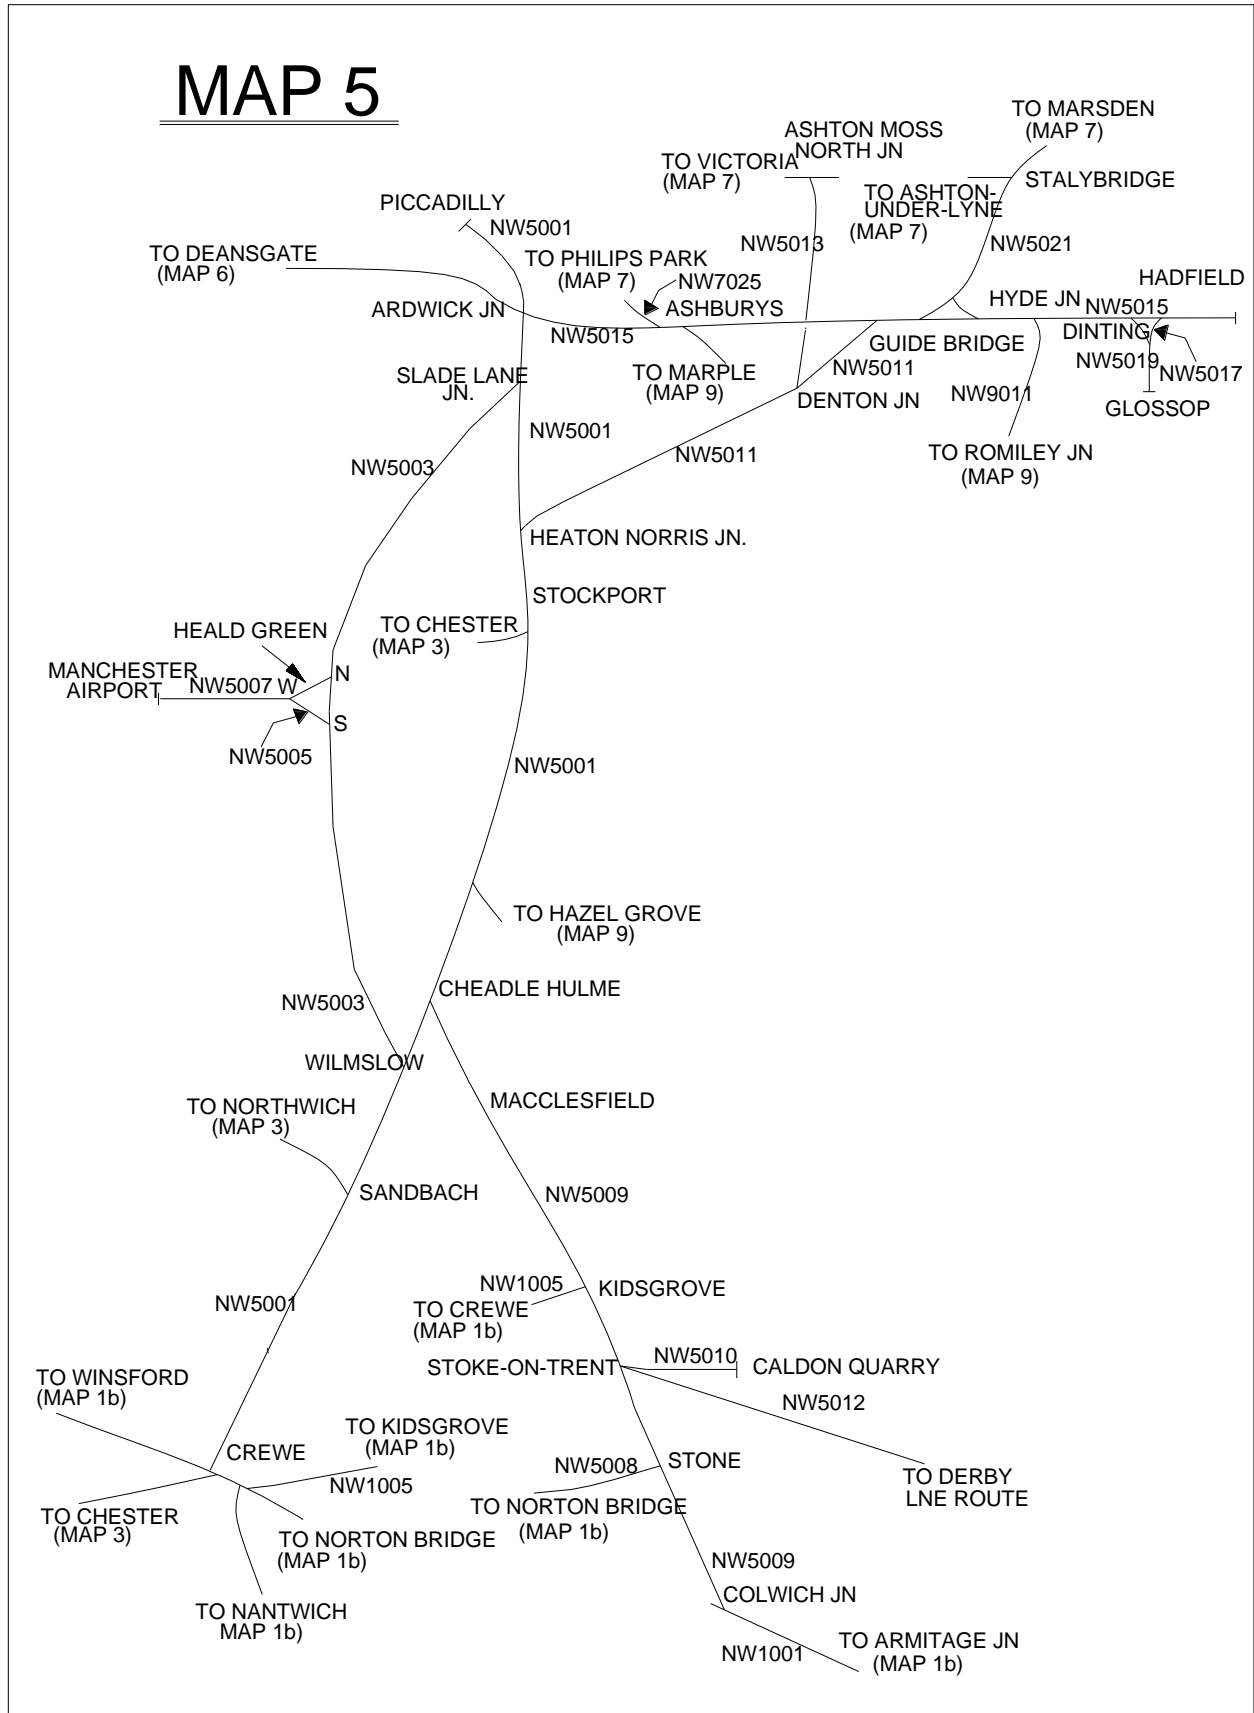 MAP 5
TO MARSDEN
(MAP 7)
ASHTON MOSS
NORTH JN
TO VICTORIA
(MAP 7)
STALYBRIDGE
TO ASHTON-
UNDER-LYNE
(MAP 7)
PICCADILLY
NW5001
NW5013
NW5021
TO DEANSGATE
(MAP 6)
TO PHILIPS PARK
(MAP 7)
NW7025
HADFIELD
ARDWICK JN
ASHBURYS
HYDE JN
NW5015
NW5015
DINTING
GUIDE BRIDGE
NW5011
NW5019
NW5017
SLADE LANE
JN.
TO MARPLE
(MAP 9)
DENTON JN
NW9011
GLOSSOP
NW5001
NW5011
TO ROMILEY JN
(MAP 9)
NW5003
HEATON NORRIS JN.
STOCKPORT
HEALD GREEN
TO CHESTER
(MAP 3)
MANCHESTER
AIRPORT
NW5007 W
N
S
NW5005
NW5001
TO HAZEL GROVE
(MAP 9)
CHEADLE HULME
NW5003
WILMSLOW
TO NORTHWICH
(MAP 3)
MACCLESFIELD
SANDBACH
NW5009
NW5001
NW1005
KIDSGROVE
TO CREWE
(MAP 1b)
TO WINSFORD
(MAP 1b)
STOKE-ON-TRENT
NW5010
CALDON QUARRY
NW5012
TO KIDSGROVE
(MAP 1b)
CREWE
NW1005
NW5008
STONE
TO DERBY
LNE ROUTE
TO CHESTER
(MAP 3)
TO NORTON BRIDGE
(MAP 1b)
TO NORTON BRIDGE
(MAP 1b)
NW5009
COLWICH JN
TO NANTWICH
MAP 1b)
NW1001
TO ARMITAGE JN
(MAP 1b)